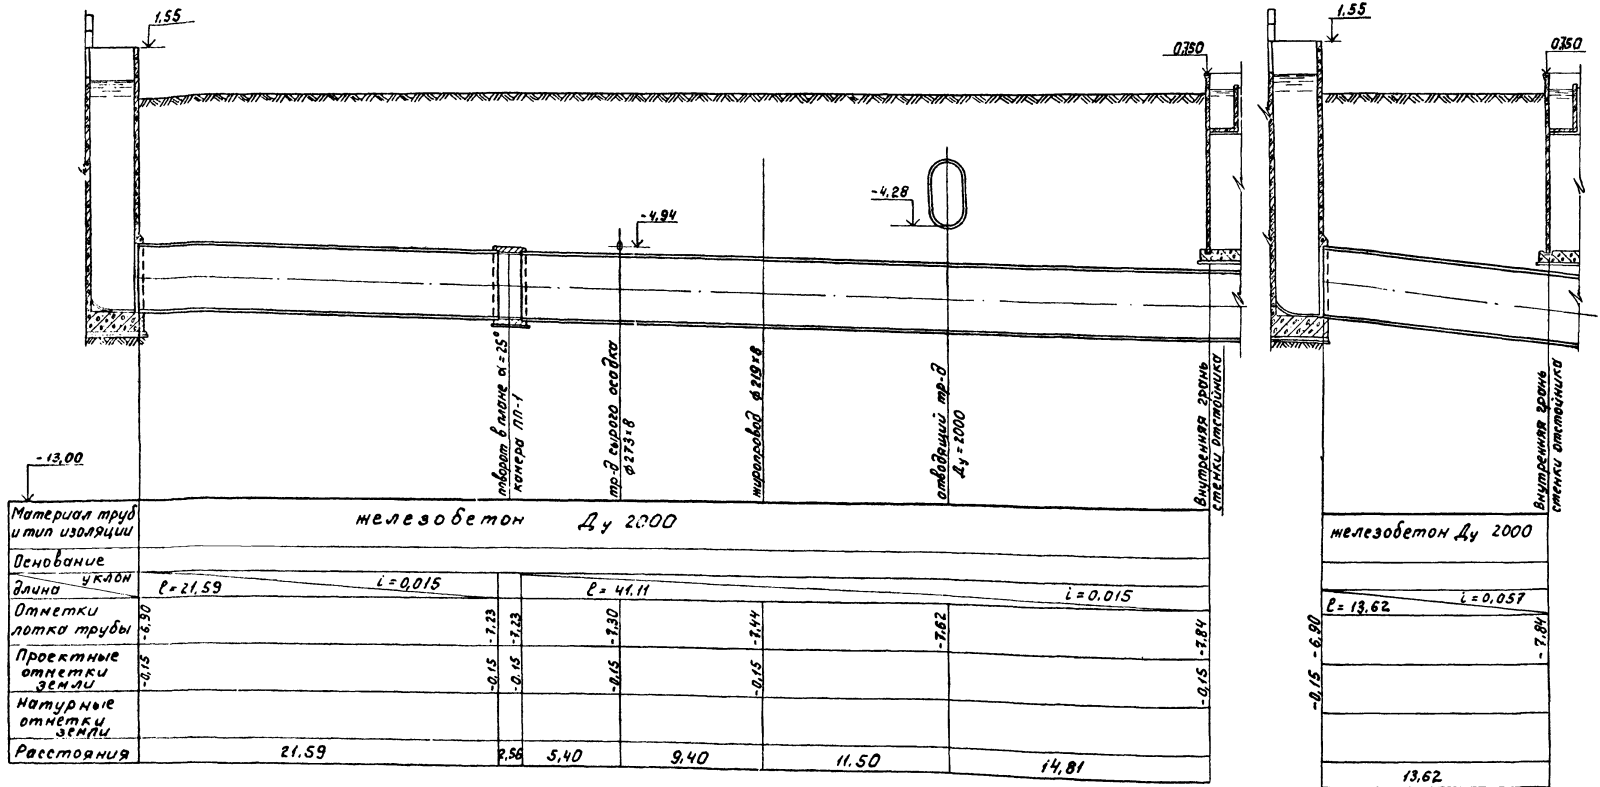 1,55
0,750
-4,94
-4,28
1,55
0,750
-13,00
поворот в плане α = 25°
камера ПП-1
тр-д сырого осадка
ф 273×8
жиропровод ф 219×8
отводящий тр-д
Ду = 2000
Внутренняя грань
стенки отстойника
Внутренняя грань
стенки отстойника
Материал труб
и тип изоляции
железобетон Ду 2000
железобетон Ду 2000
Основание
уклон
длина
ℓ = 21,59
i = 0,015
ℓ = 41.11
i = 0.015
ℓ = 13,62
i = 0,057
Отметки
лотка трубы
-6,90
-7,23
-7,23
-7,30
-7,44
-7,62
-7,84
-6,90
-7,84
Проектные
отметки
земли
-0,15
-0,15
-0,15
-0,15
-0,15
-0,15
-0,15
Натурные
отметки
земли
Расстояния
21,59
2,56
5,40
9,40
11,50
14,81
13,62